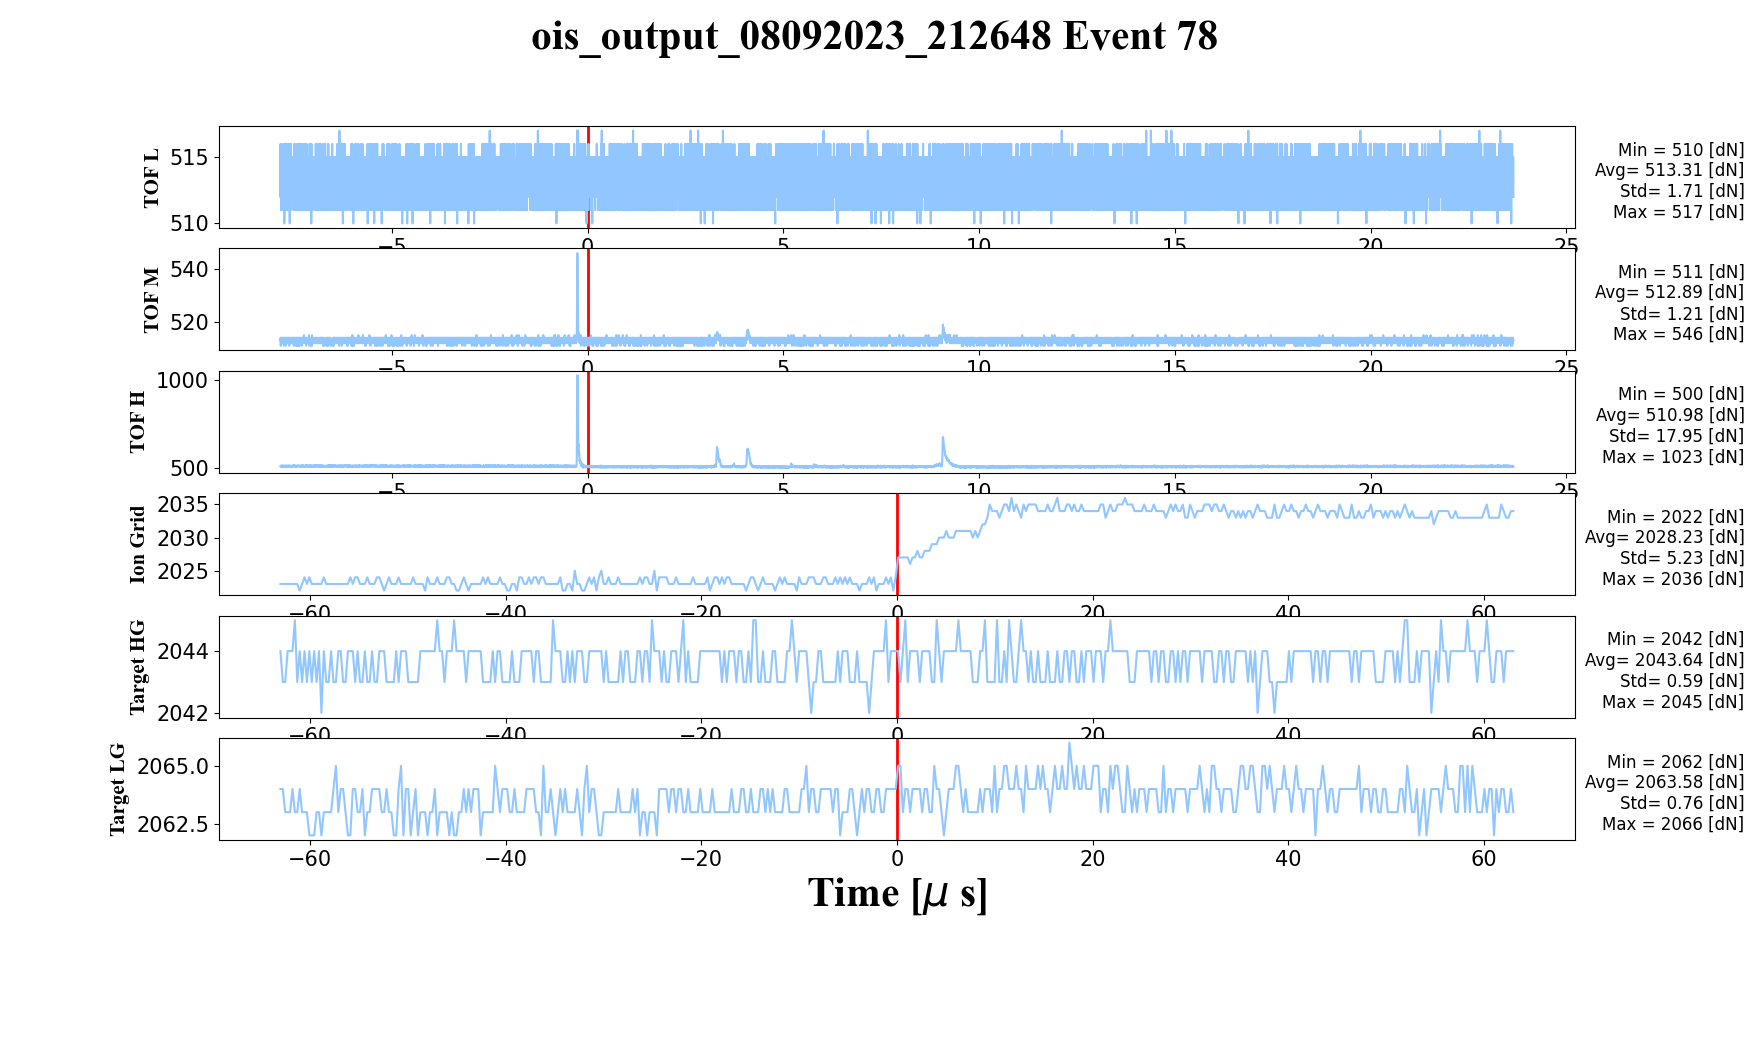 ois_output_08092023_212648 Event 78
TOF L
515
510
Min = 510 [dN]
Avg= 513.31 [dN]
Std= 1.71 [dN]
Max = 517 [dN]
−5 0 5 10 15 20 25
TOF M
540
520
Min = 511 [dN]
Avg= 512.89 [dN]
Std= 1.21 [dN]
Max = 546 [dN]
−5 0 5 10 15 20 25
TOF H
1000
500
Min = 500 [dN]
Avg= 510.98 [dN]
Std= 17.95 [dN]
Max = 1023 [dN]
−5 0 5 10 15 20 25
Ion Grid
2035
2030
2025
Min = 2022 [dN]
Avg= 2028.23 [dN]
Std= 5.23 [dN]
Max = 2036 [dN]
−60 −40 −20 0 20 40 60
Target HG
2044
2042
Min = 2042 [dN]
Avg= 2043.64 [dN]
Std= 0.59 [dN]
Max = 2045 [dN]
−60 −40 −20 0 20 40 60
Target LG
2065.0
2062.5
Min = 2062 [dN]
Avg= 2063.58 [dN]
Std= 0.76 [dN]
Max = 2066 [dN]
−60 −40 −20 0 20 40 60
Time [μ s]